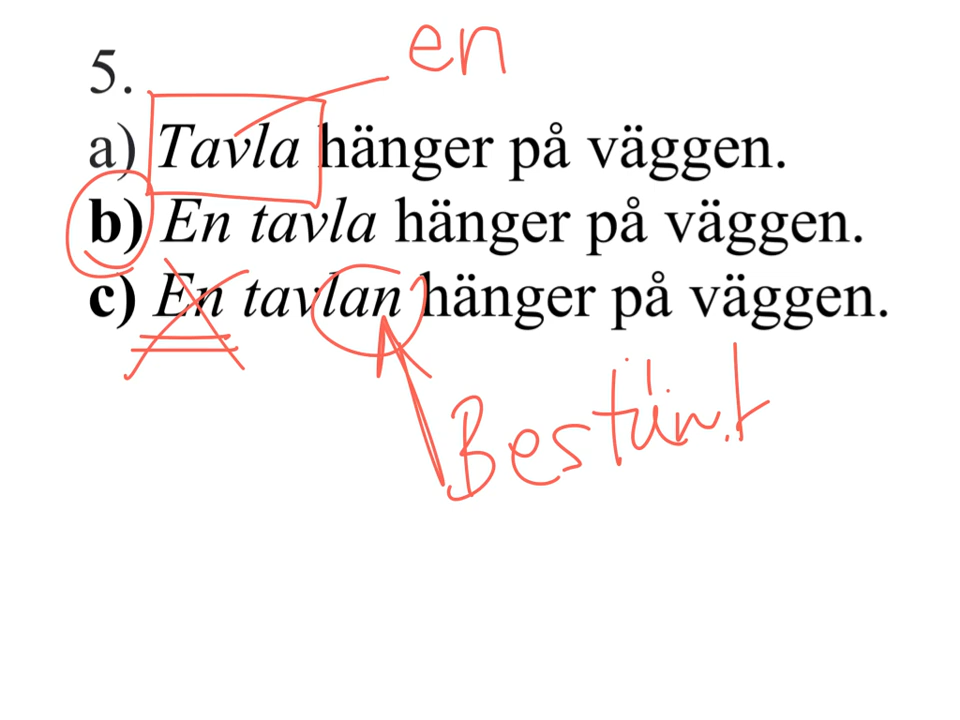 en
5.
a) Tavla hänger på väggen.
b) En tavla hänger på väggen.
c) En tavlan hänger på väggen.
Bestämt